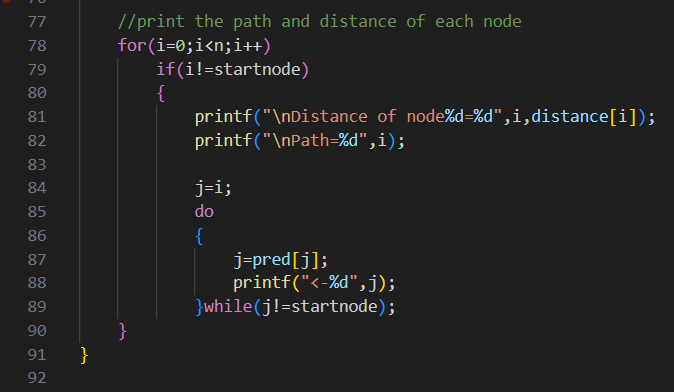 76
77 //print the path and distance of each node
78 for(i=0;i<n;i++)
79 if(i!=startnode)
80 {
81 printf("\nDistance of node%d=%d",i,distance[i]);
82 printf("\nPath=%d",i);
83
84 j=i;
85 do
86 {
87 j=pred[j];
88 printf("<-%d",j);
89 }while(j!=startnode);
90 }
91 }
92